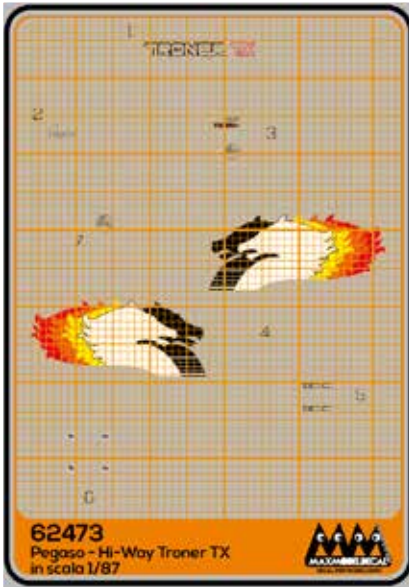 1
TRONER TX
2
3
7
4
5
6
62473
Pegaso - Hi-Way Troner TX
in scala 1/87
MAXMODELDECAL